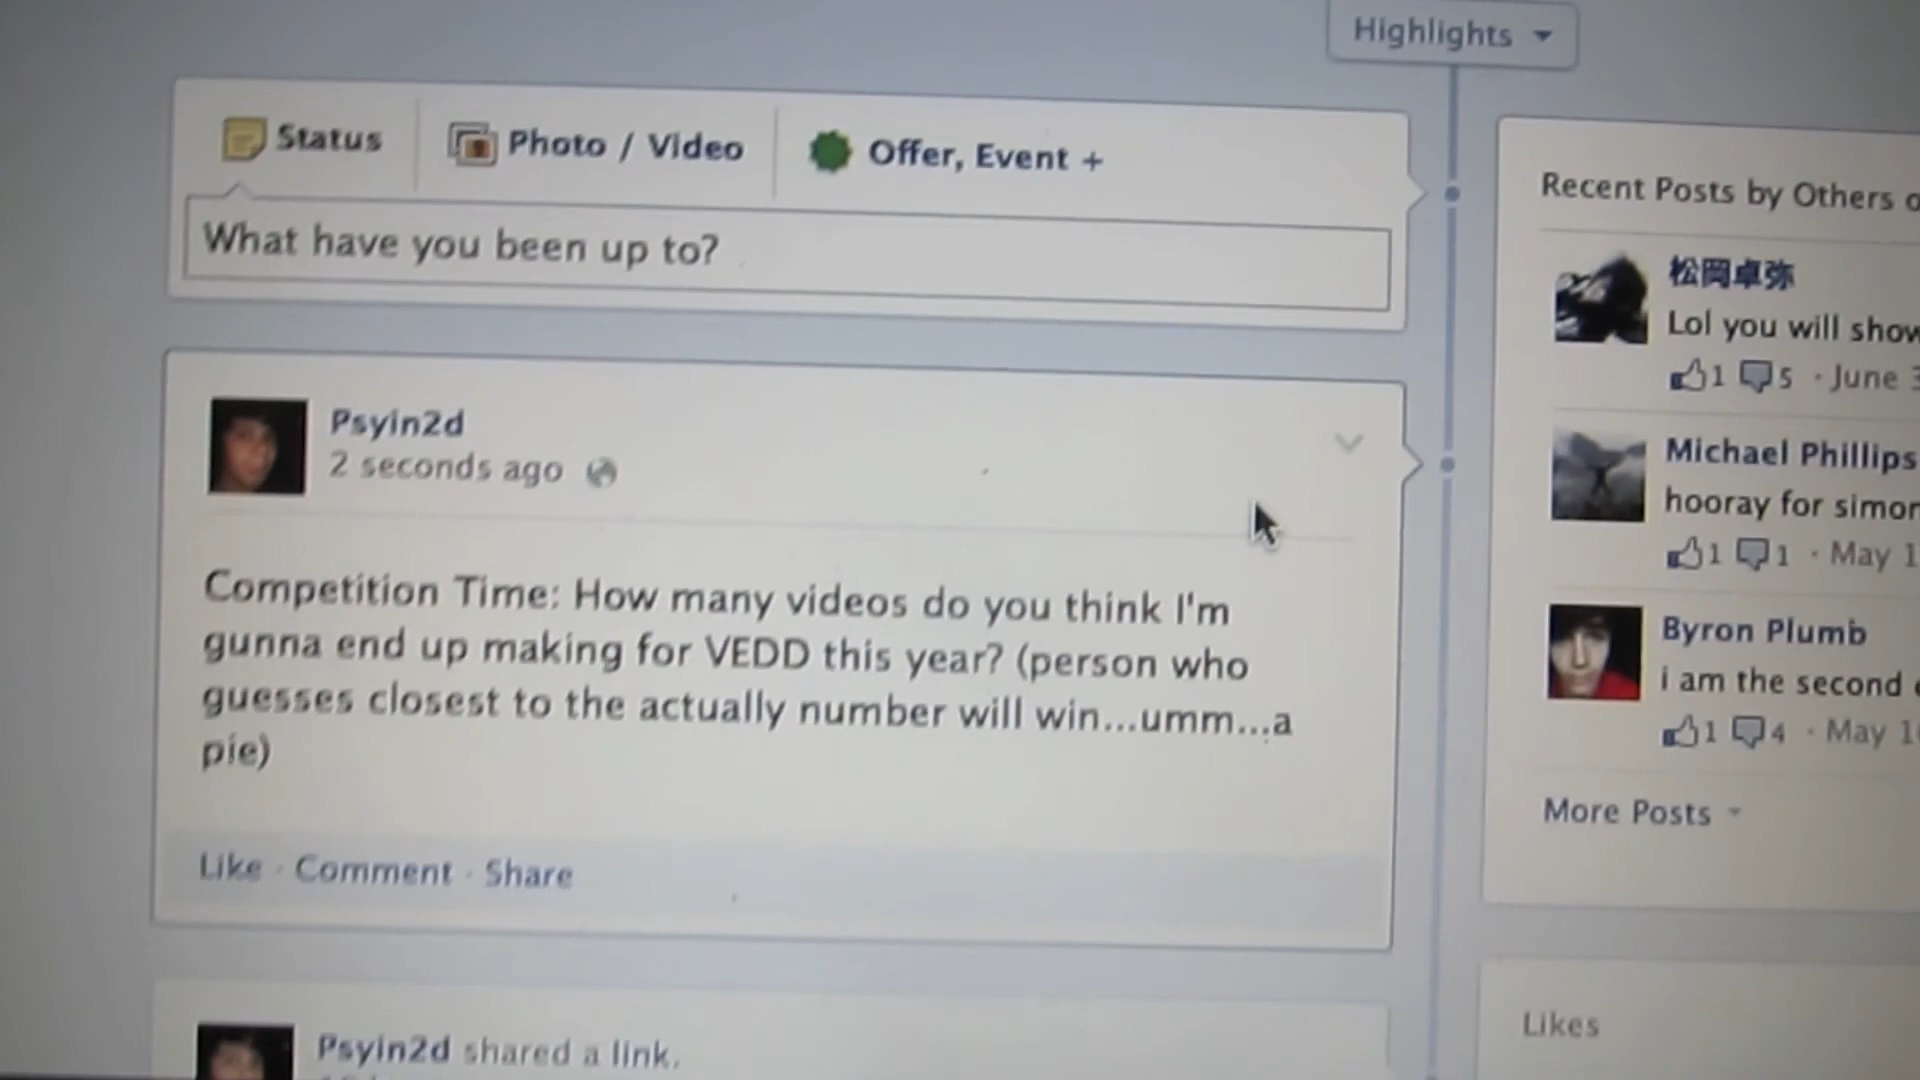 Highlights
Status
Photo / Video
Offer, Event +
What have you been up to?
Psyin2d
2 seconds ago
Competition Time: How many videos do you think I'm
gunna end up making for VEDD this year? (person who
guesses closest to the actually number will win...umm...a
pie)
Like · Comment · Share
Psyin2d shared a link.
Recent Posts by Others
松岡卓弥
Lol you will show
1 5 · June
Michael Phillips
hooray for simon
1 1 · May
Byron Plumb
i am the second
1 4 · May
More Posts
Likes